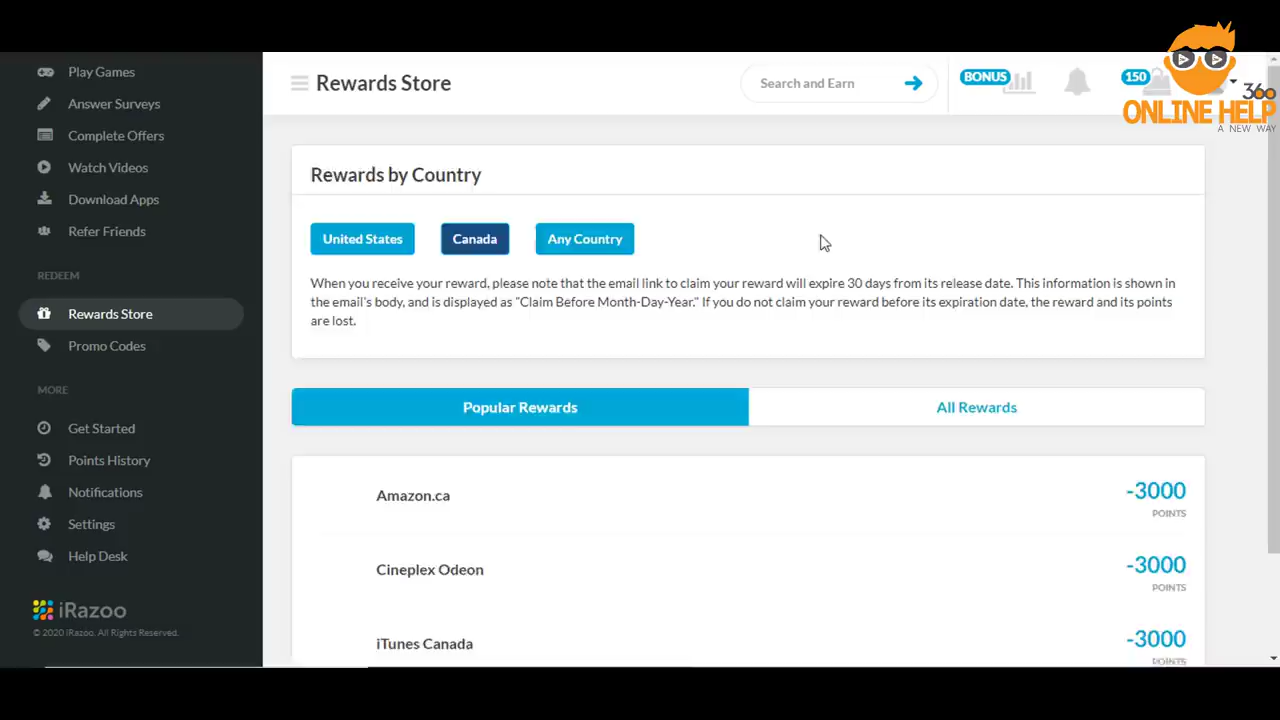 Play Games
Answer Surveys
Complete Offers
Watch Videos
Download Apps
Refer Friends
REDEEM
Rewards Store
Promo Codes
MORE
Get Started
Points History
Notifications
Settings
Help Desk
iRazoo
© 2020 iRazoo. All Rights Reserved.
Rewards Store
Search and Earn
BONUS
150
360
ONLINE HELP
A NEW WAY
Rewards by Country
United States
Canada
Any Country
When you receive your reward, please note that the email link to claim your reward will expire 30 days from its release date. This information is shown in
the email's body, and is displayed as "Claim Before Month-Day-Year." If you do not claim your reward before its expiration date, the reward and its points
are lost.
Popular Rewards
All Rewards
Amazon.ca
-3000
POINTS
Cineplex Odeon
-3000
POINTS
iTunes Canada
-3000
POINTS